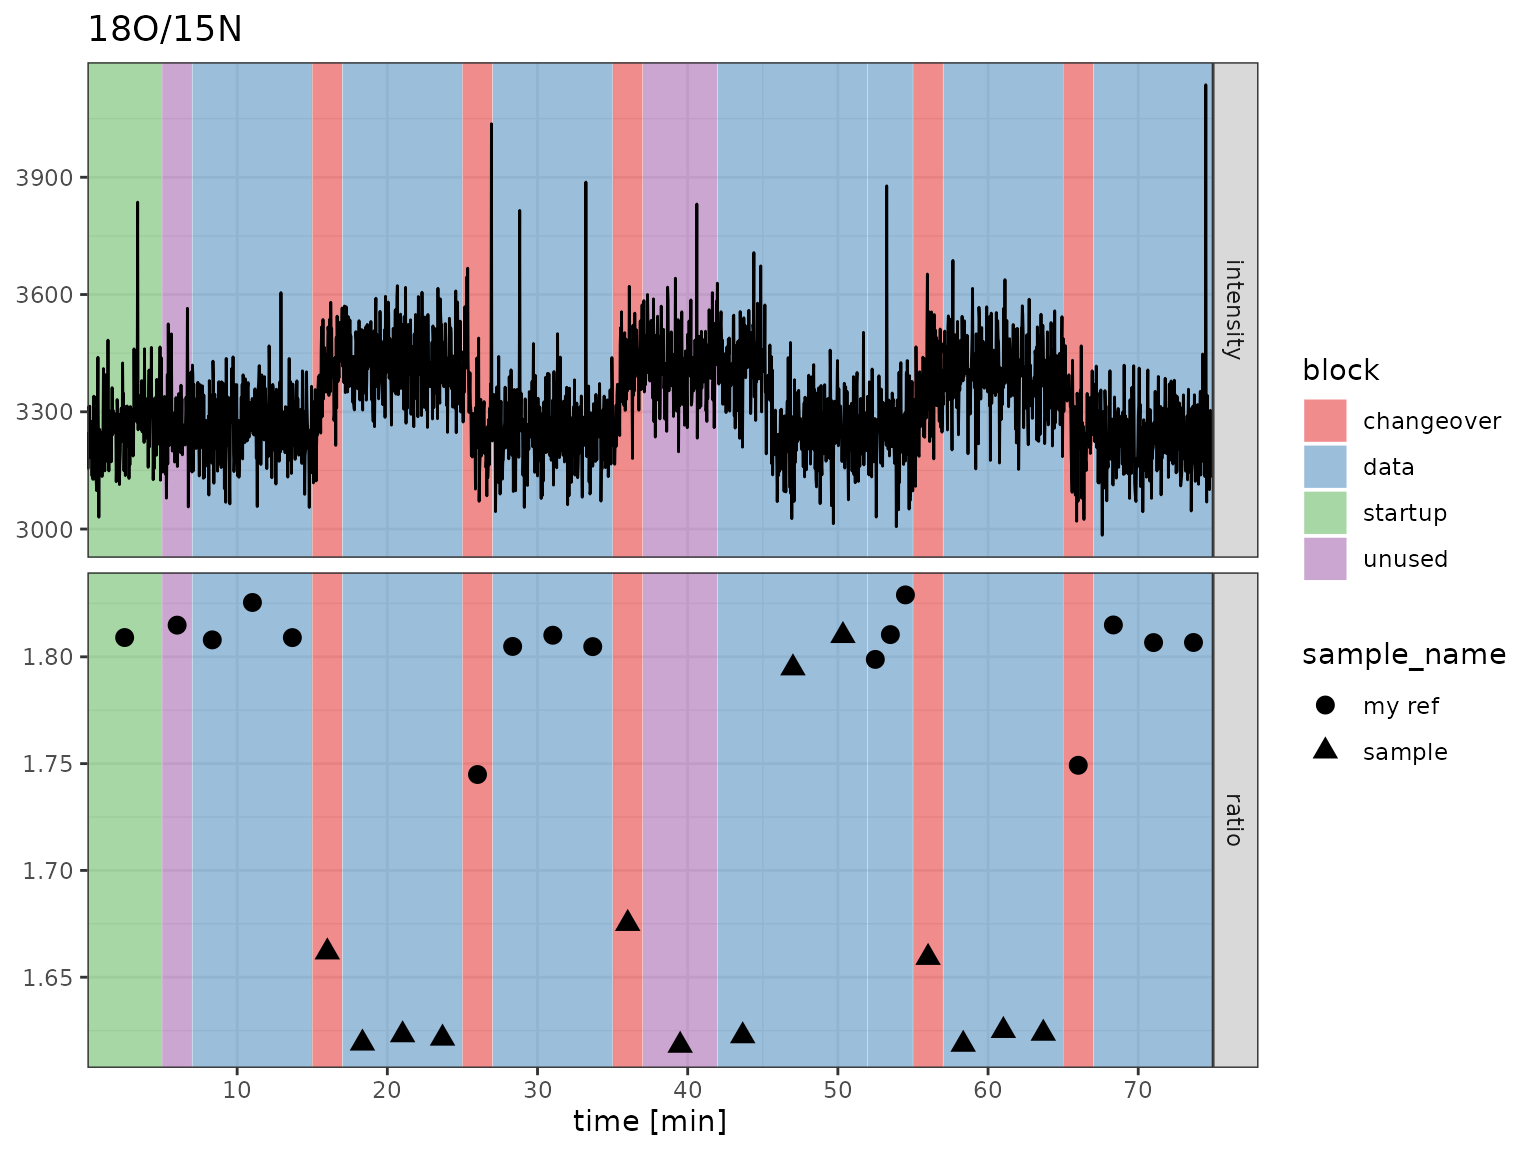 18O/15N
3900
3600
3300
3000
intensity
1.80
1.75
1.70
1.65
ratio
10 20 30 40 50 60 70
time [min]
block
changeover
data
startup
unused
sample_name
my ref
sample